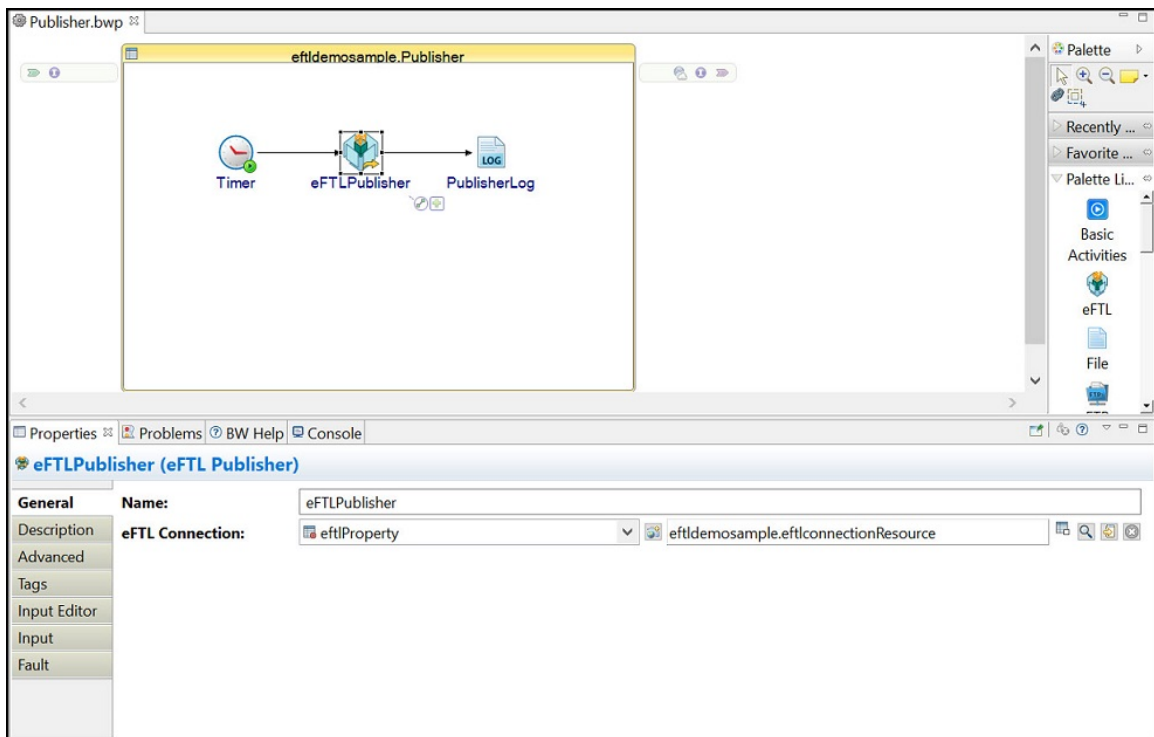 Publisher.bwp
eftldemosample.Publisher
Palette
Recently ...
Favorite ...
Palette Li...
Timer
eFTLPublisher
LOG
PublisherLog
Basic
Activities
eFTL
File
Properties Problems BW Help Console
eFTLPublisher (eFTL Publisher)
General
Name:
eFTLPublisher
Description
eFTL Connection:
eftlProperty
eftldemosample.eftlconnectionResource
Advanced
Tags
Input Editor
Input
Fault